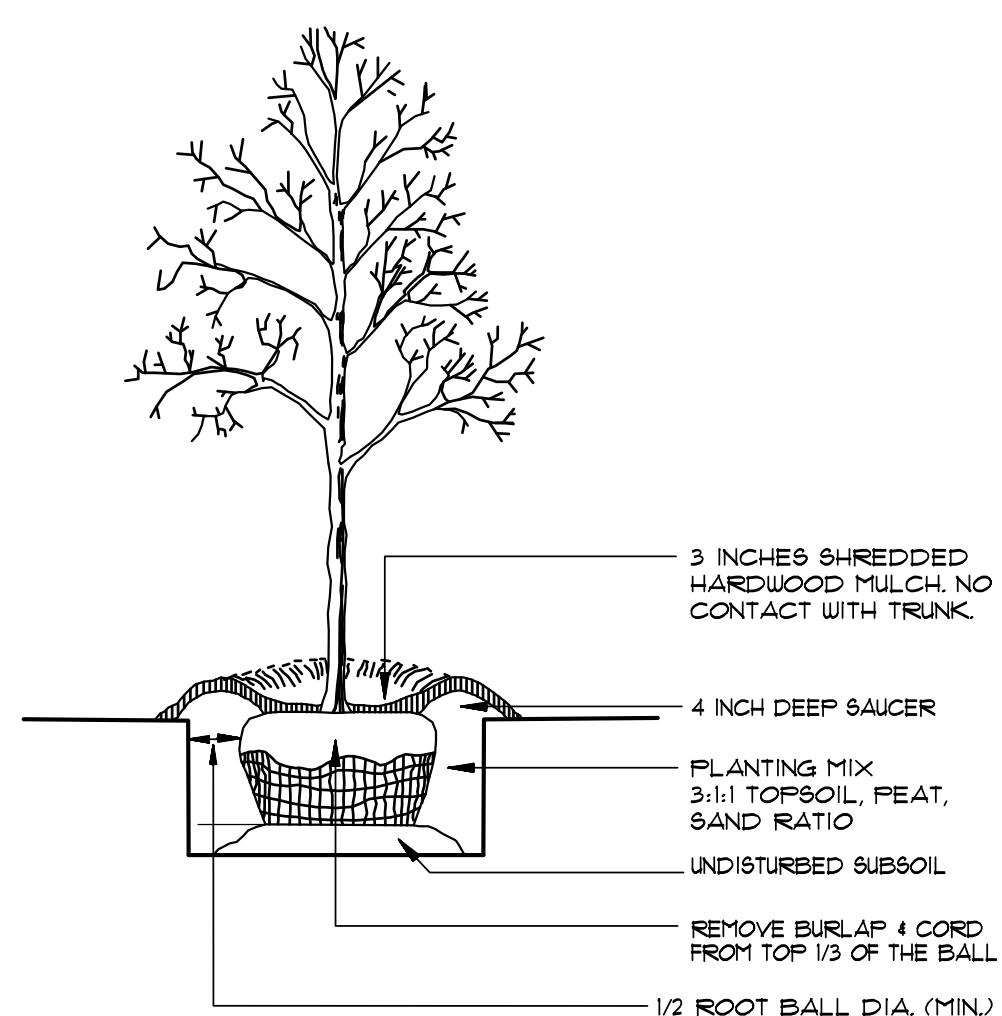 3 INCHES SHREDDED
HARDWOOD MULCH. NO
CONTACT WITH TRUNK.
4 INCH DEEP SAUCER
PLANTING MIX
3:1:1 TOPSOIL, PEAT,
SAND RATIO
UNDISTURBED SUBSOIL
REMOVE BURLAP & CORD
FROM TOP 1/3 OF THE BALL
1/2 ROOT BALL DIA. (MIN.)